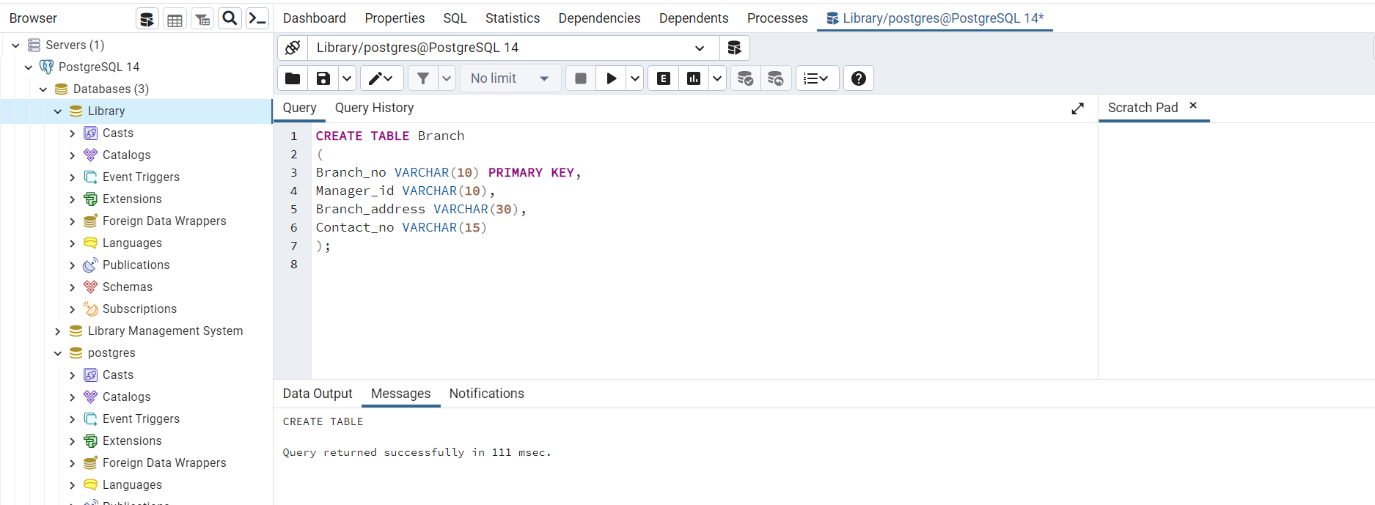 Browser
Dashboard Properties SQL Statistics Dependencies Dependents Processes Library/postgres@PostgreSQL 14*
Servers (1)
PostgreSQL 14
Databases (3)
Library
Casts
Catalogs
Event Triggers
Extensions
Foreign Data Wrappers
Languages
Publications
Schemas
Subscriptions
Library Management System
postgres
Casts
Catalogs
Event Triggers
Extensions
Foreign Data Wrappers
Languages
Publications
Library/postgres@PostgreSQL 14
No limit
E
Query Query History
Scratch Pad
1 CREATE TABLE Branch
2 (
3 Branch_no VARCHAR(10) PRIMARY KEY,
4 Manager_id VARCHAR(10),
5 Branch_address VARCHAR(30),
6 Contact_no VARCHAR(15)
7 );
8
Data Output Messages Notifications
CREATE TABLE
Query returned successfully in 111 msec.